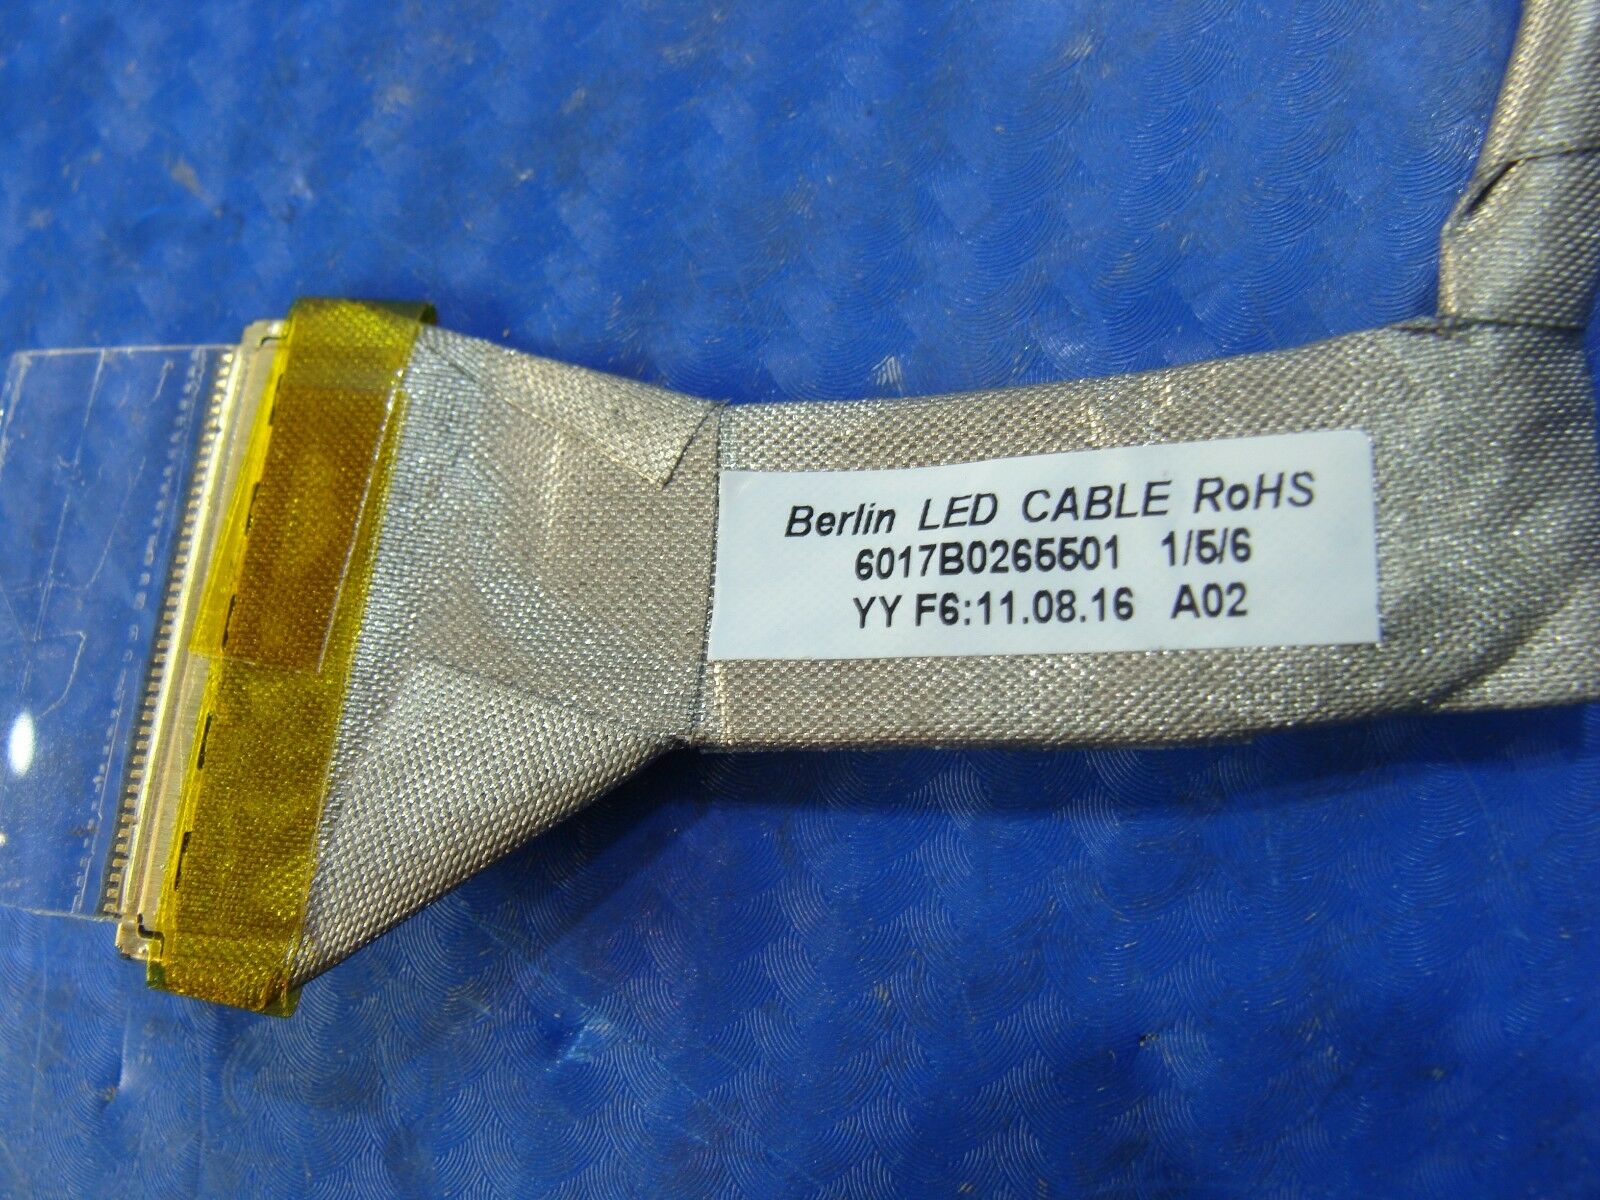 Berlin LED CABLE RoHS
6017B0265501 1/5/6
YY F6:11.08.16 A02